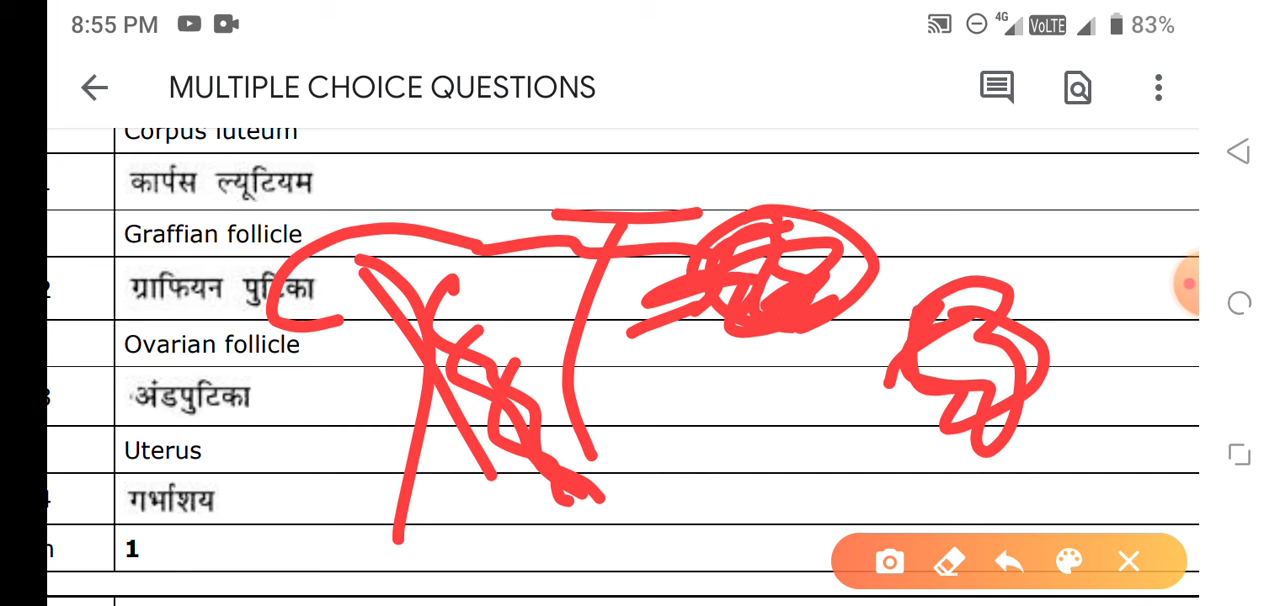 8:55 PM 4G VoLTE 83%
MULTIPLE CHOICE QUESTIONS
Corpus luteum
कार्पस ल्यूटियम
Graffian follicle
ग्राफियन पुटिका
Ovarian follicle
अंडपुटिका
Uterus
गर्भाशय
1